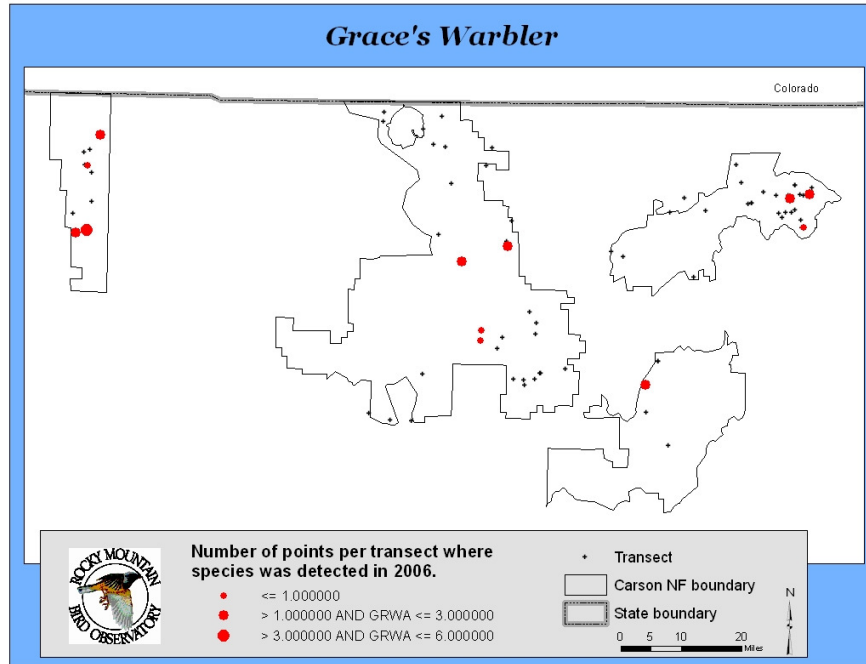 Grace's Warbler
Colorado
ROCKY MOUNTAIN
BIRD OBSERVATORY
Number of points per transect where
species was detected in 2006.
<= 1.000000
> 1.000000 AND GRWA <= 3.000000
> 3.000000 AND GRWA <= 6.000000
Transect
Carson NF boundary
State boundary
N
0 5 10 20
Miles